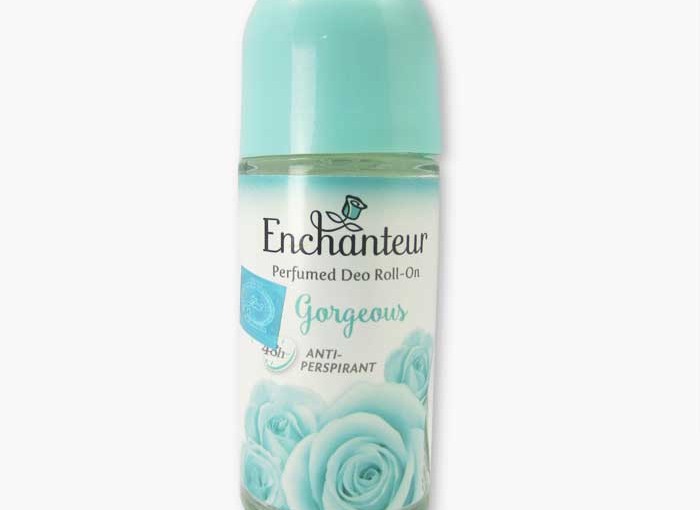 Enchanteur
Perfumed Deo Roll-On
Gorgeous
48h
ANTI-
PERSPIRANT